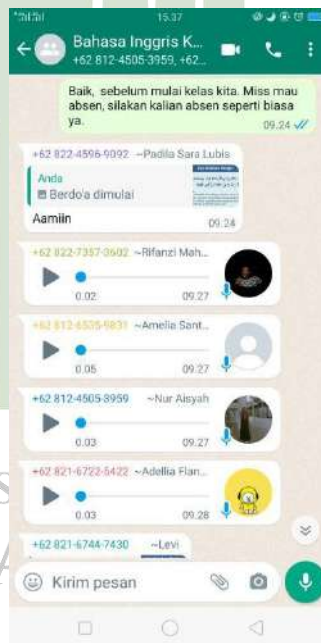 15.37
Bahasa Inggris K...
+62 812-4505-3959, +62...
Baik, sebelum mulai kelas kita. Miss mau
absen, silakan kalian absen seperti biasa
ya.
09.24
+62 822-4596-9092 ~Padila Sara Lubis
Anda
Berdo'a dimulai
Aamiin
09.24
+62 822-7357-3602 ~Rifanzi Mah...
0.02 09.27
+62 812-6535-9831 ~Amelia Sant...
0.05 09.27
+62 812-4505-3959 ~Nur Aisyah
0.03 09.27
+62 821-6722-5422 ~Adellia Flan...
0.03 09.28
+62 821-6744-7430 ~Levi
Kirim pesan